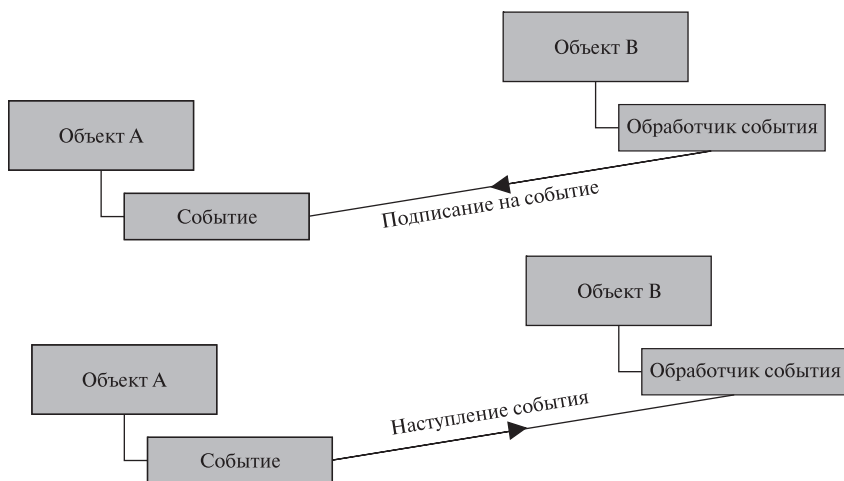 Объект B
Обработчик события
Объект A
Событие
Подписание на событие
Объект B
Обработчик события
Объект A
Наступление события
Событие